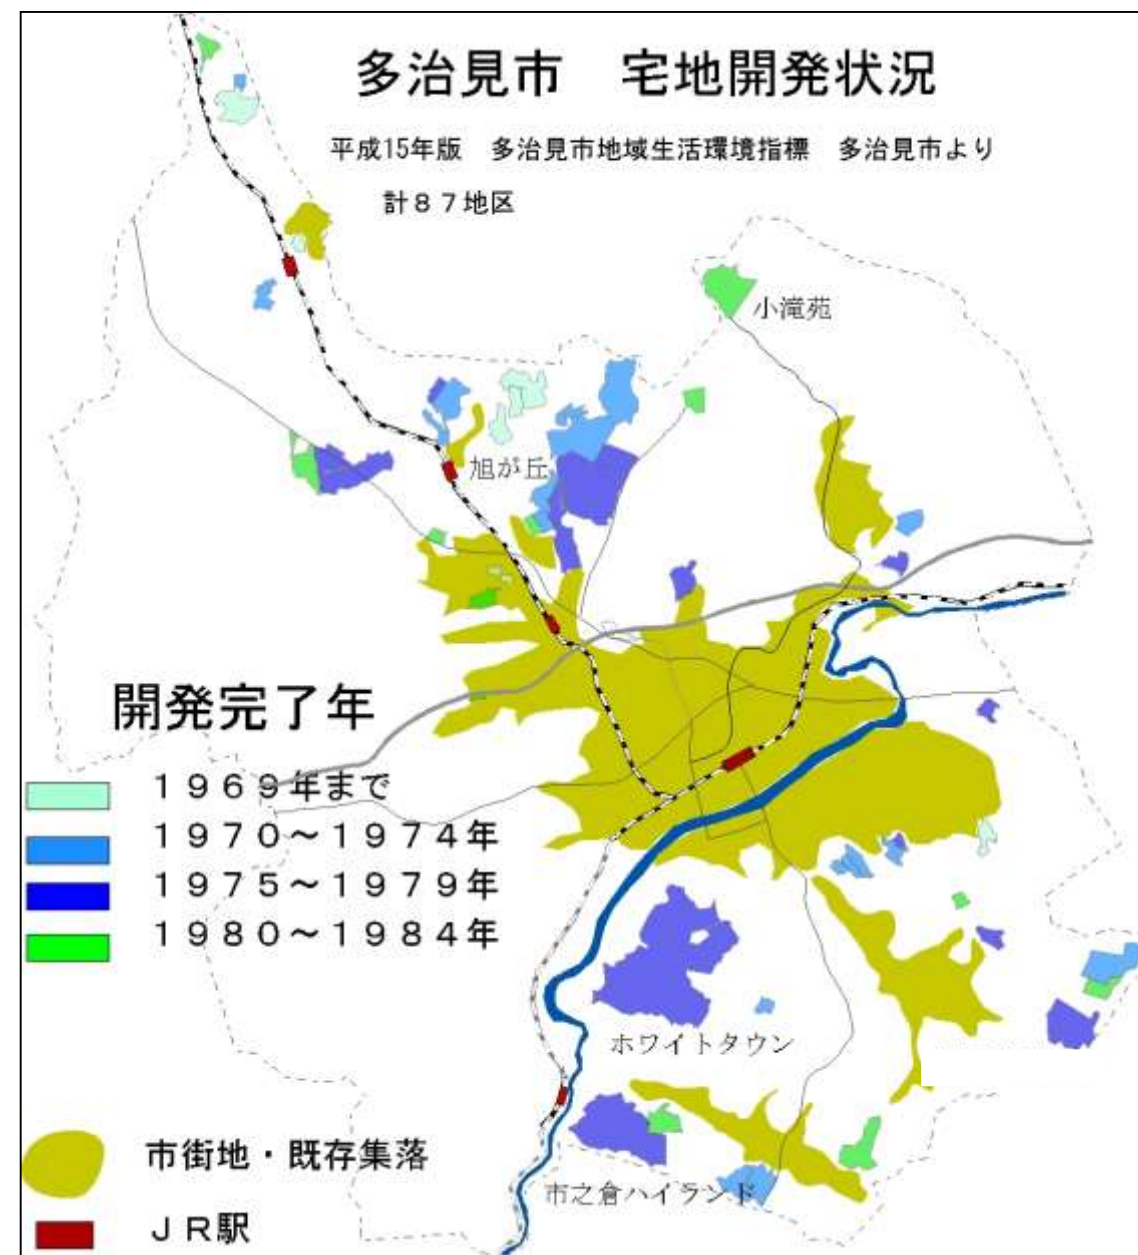 多治見市　宅地開発状況
平成15年版　多治見市地域生活環境指標　多治見市より
計８７地区
小滝苑
旭が丘
開発完了年
１９６９年まで
１９７０～１９７４年
１９７５～１９７９年
１９８０～１９８４年
ホワイトタウン
市之倉ハイランド
市街地・既存集落
ＪＲ駅